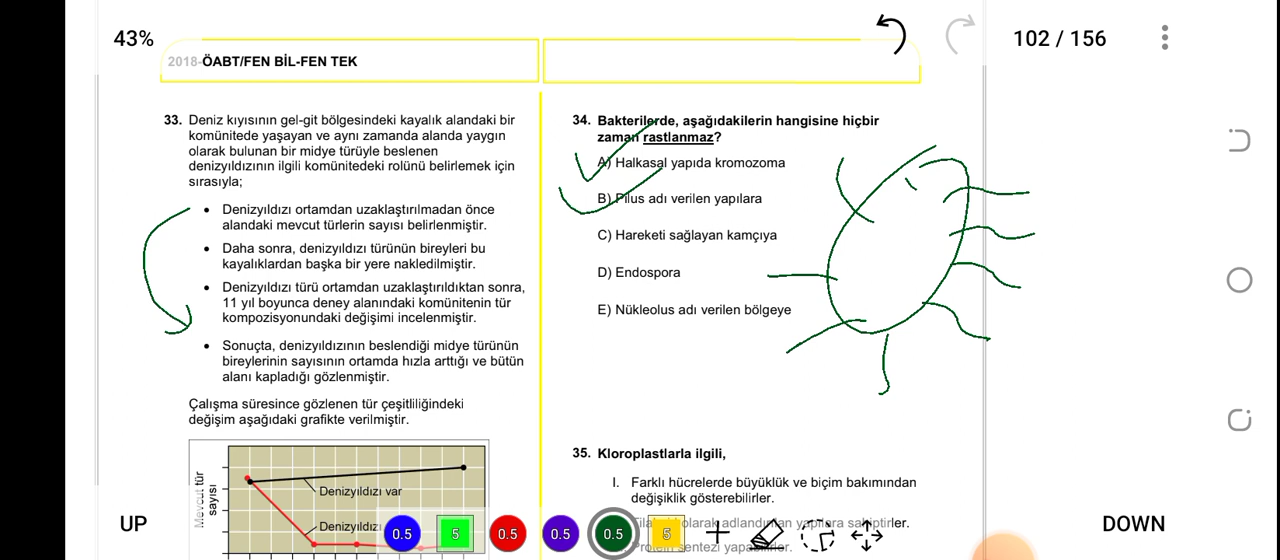 43%
102 / 156
2018-ÖABT/FEN BİL-FEN TEK
33. Deniz kıyısının gel-git bölgesindeki kayalık alandaki bir
komünitede yaşayan ve aynı zamanda alanda yaygın
olarak bulunan bir midye türüyle beslenen
denizyıldızının ilgili komünitedeki rolünü belirlemek için
sırasıyla;
• Denizyıldızı ortamdan uzaklaştırılmadan önce
alandaki mevcut türlerin sayısı belirlenmiştir.
• Daha sonra, denizyıldızı türünün bireyleri bu
kayalıklardan başka bir yere nakledilmiştir.
• Denizyıldızı türü ortamdan uzaklaştırıldıktan sonra,
11 yıl boyunca deney alanındaki komünitenin tür
kompozisyonundaki değişimi incelenmiştir.
• Sonuçta, denizyıldızının beslendiği midye türünün
bireylerinin sayısının ortamda hızla arttığı ve bütün
alanı kapladığı gözlenmiştir.
Çalışma süresince gözlenen tür çeşitliliğindeki
değişim aşağıdaki grafikte verilmiştir.
Mevcut tür
sayısı
Denizyıldızı var
Denizyıldızı
34. Bakterilerde, aşağıdakilerin hangisine hiçbir
zaman rastlanmaz?
A) Halkasal yapıda kromozoma
B) Pilus adı verilen yapılara
C) Hareketi sağlayan kamçıya
D) Endospora
E) Nükleolus adı verilen bölgeye
35. Kloroplastlarla ilgili,
I. Farklı hücrelerde büyüklük ve biçim bakımından
değişiklik gösterebilirler.
olarak adlandırılan yapılara sahiptirler.
Protein sentezi yapabilirler.
UP
0.5
5
0.5
0.5
0.5
5
DOWN